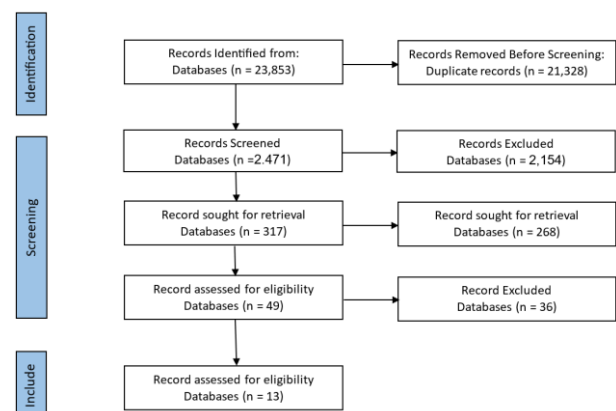 Identification
Records Identified from:
Databases (n = 23,853)
Records Removed Before Screening:
Duplicate records (n = 21,328)
Screening
Records Screened
Databases (n =2.471)
Records Excluded
Databases (n = 2,154)
Record sought for retrieval
Databases (n = 317)
Record sought for retrieval
Databases (n = 268)
Record assessed for eligibility
Databases (n = 49)
Record Excluded
Databases (n = 36)
Include
Record assessed for eligibility
Databases (n = 13)